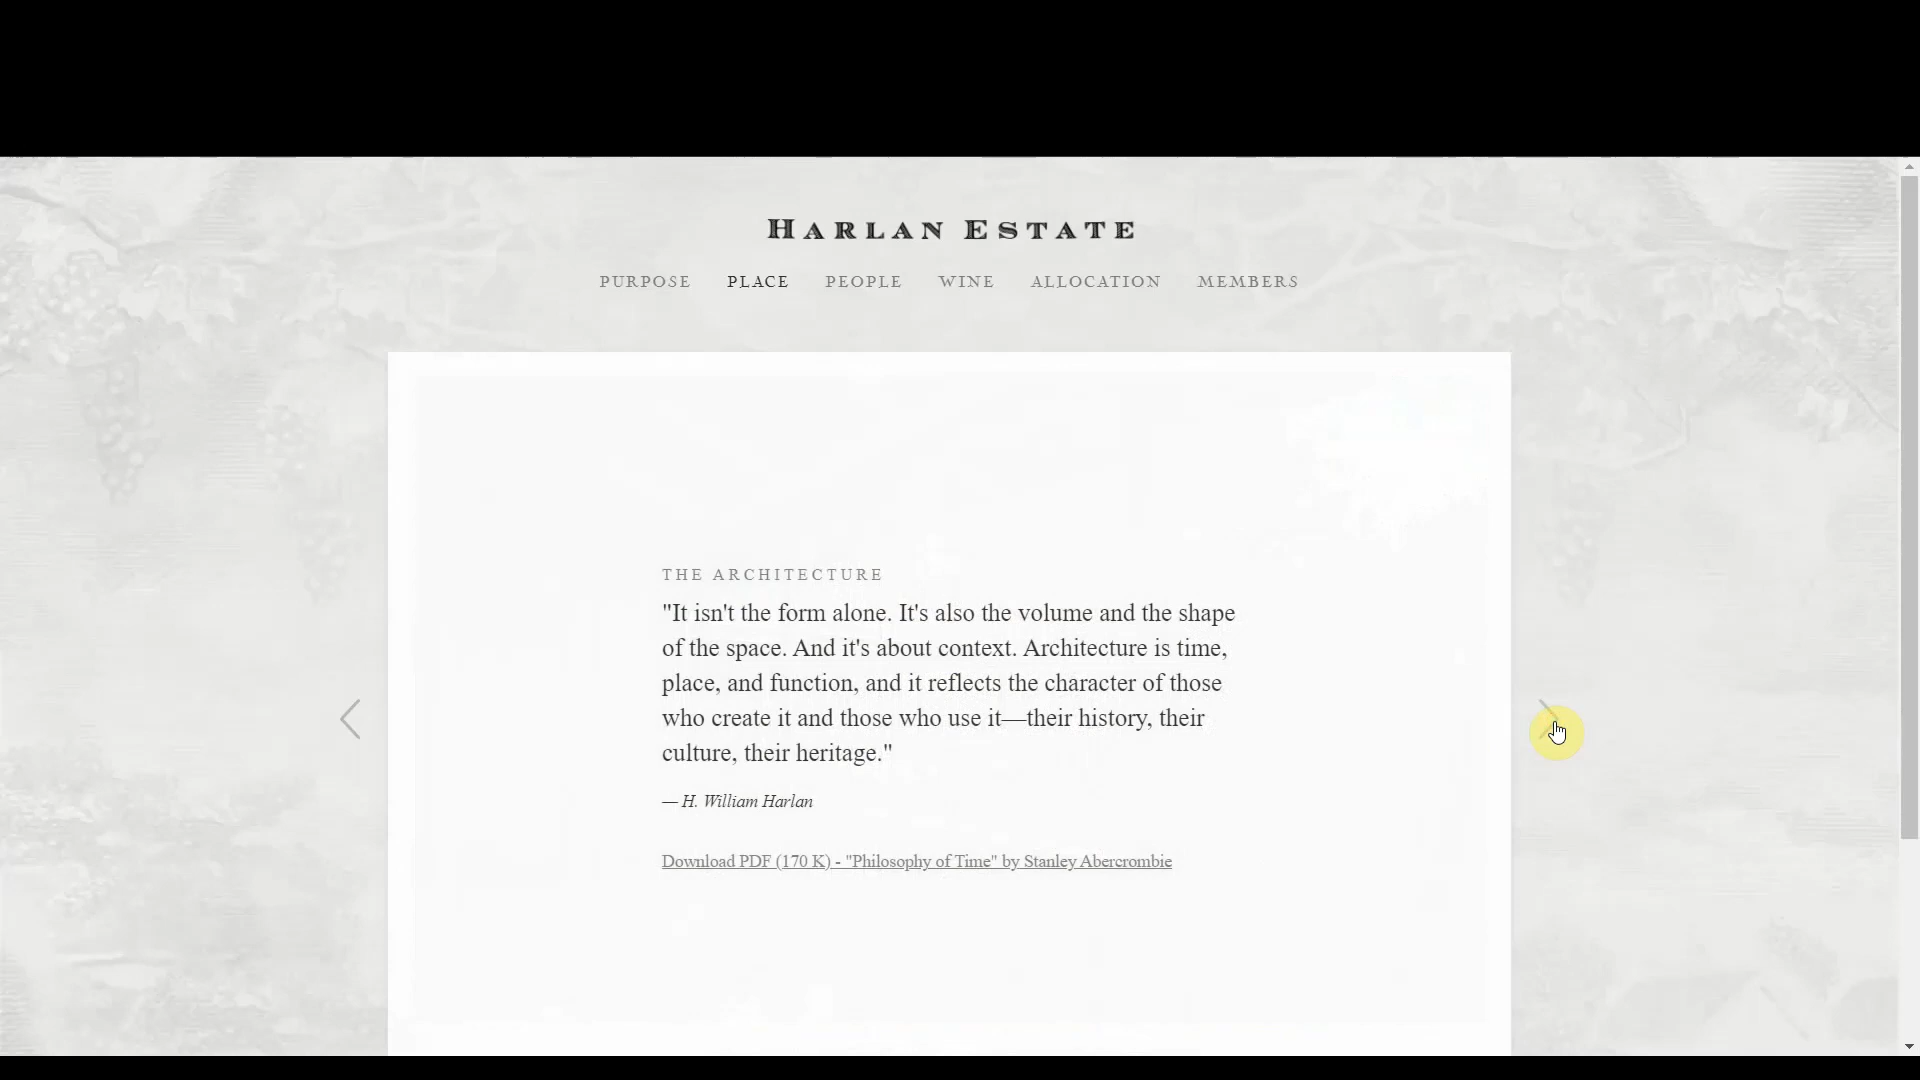 HARLAN ESTATE
PURPOSE PLACE PEOPLE WINE ALLOCATION MEMBERS
THE ARCHITECTURE
"It isn't the form alone. It's also the volume and the shape
of the space. And it's about context. Architecture is time,
place, and function, and it reflects the character of those
who create it and those who use it—their history, their
culture, their heritage."
— H. William Harlan
Download PDF (170 K) - "Philosophy of Time" by Stanley Abercrombie